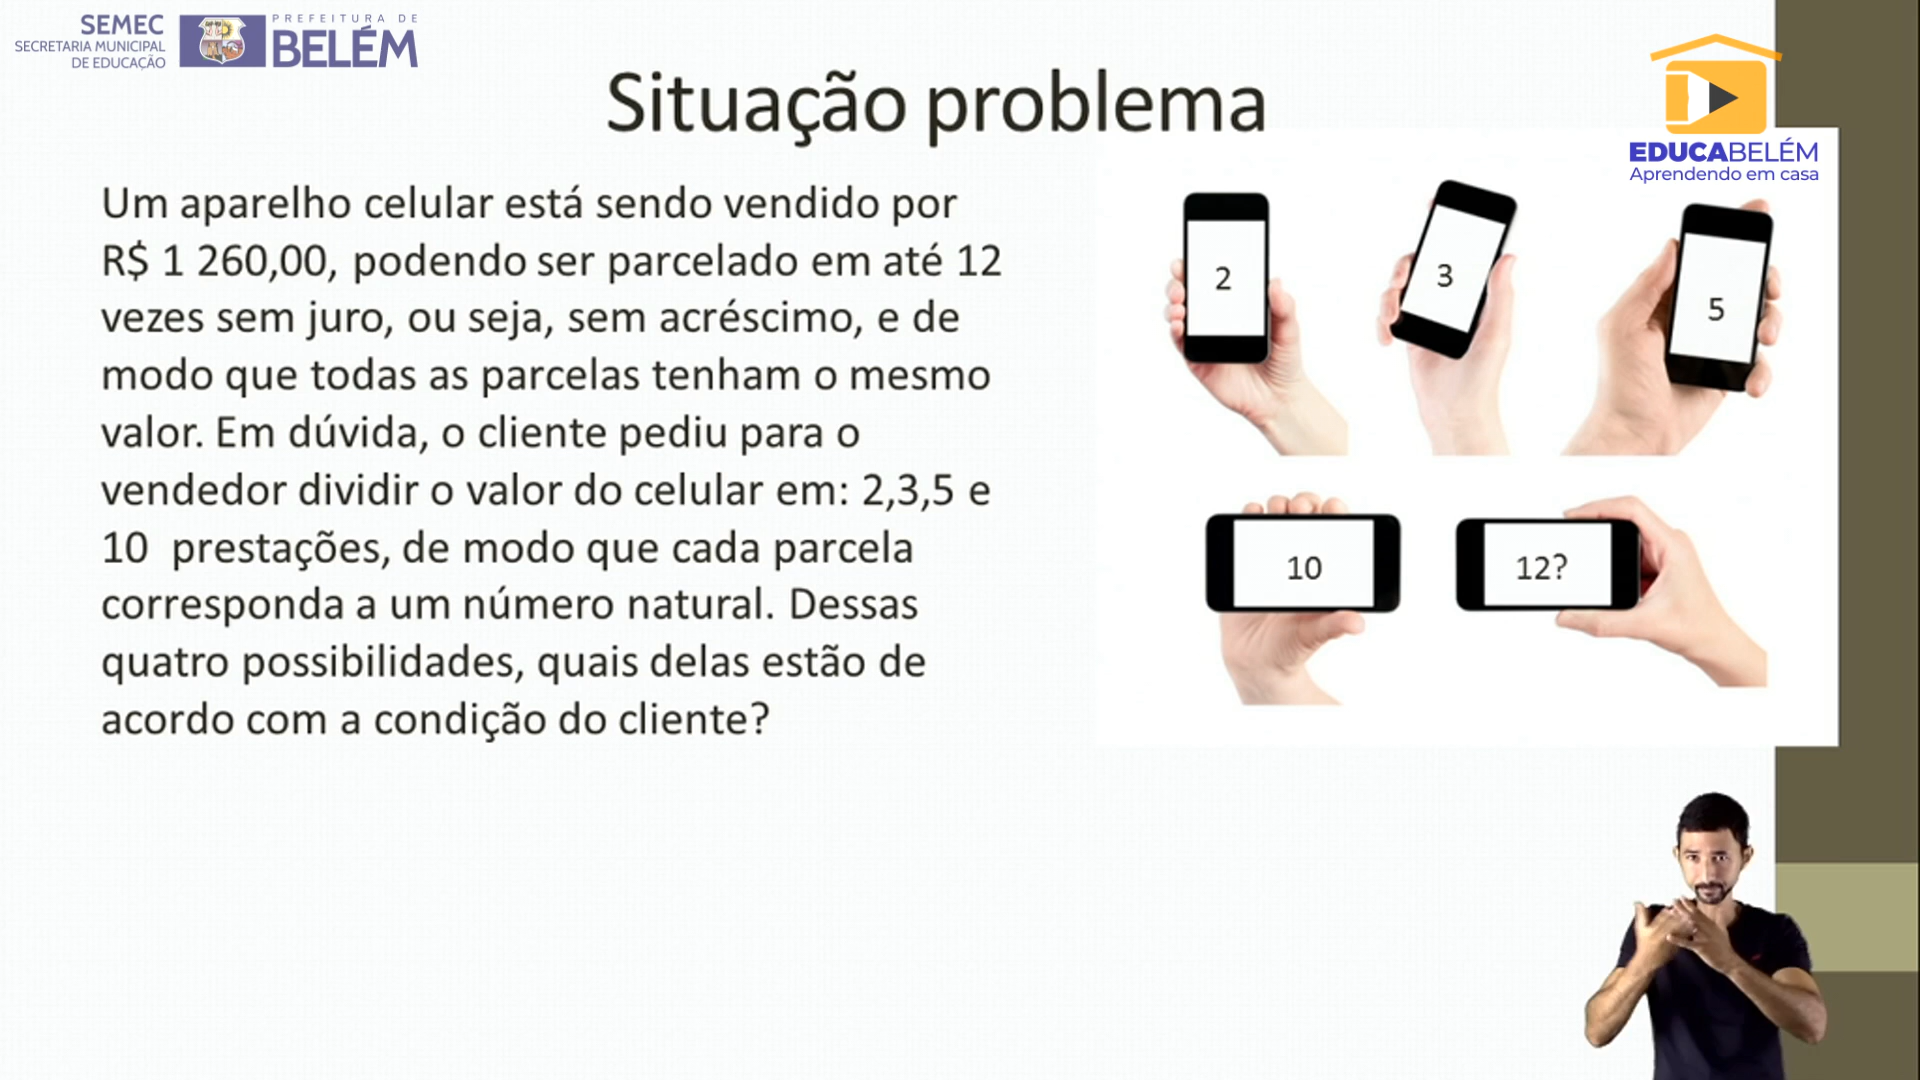 SEMEC
SECRETARIA MUNICIPAL
DE EDUCAÇÃO
PREFEITURA DE
BELÉM
EDUCABELÉM
Aprendendo em casa
Situação problema
Um aparelho celular está sendo vendido por
R$ 1 260,00, podendo ser parcelado em até 12
vezes sem juro, ou seja, sem acréscimo, e de
modo que todas as parcelas tenham o mesmo
valor. Em dúvida, o cliente pediu para o
vendedor dividir o valor do celular em: 2,3,5 e
10  prestações, de modo que cada parcela
corresponda a um número natural. Dessas
quatro possibilidades, quais delas estão de
acordo com a condição do cliente?
2
3
5
10
12?